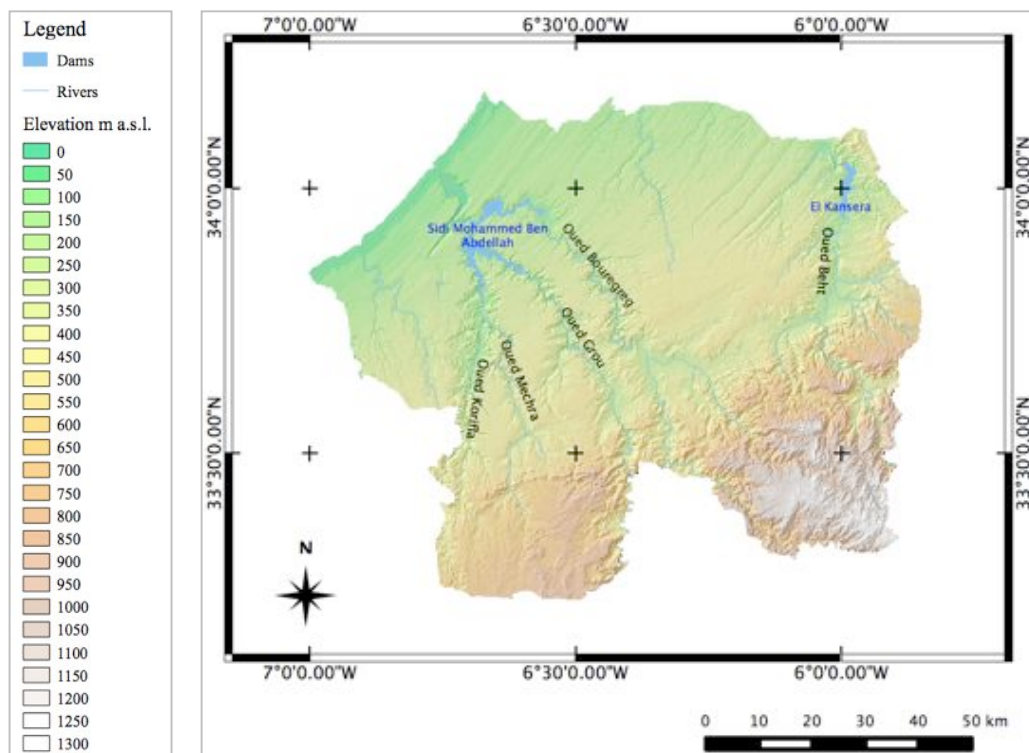 Legend
Dams
Rivers
Elevation m a.s.l.
0
50
100
150
200
250
300
350
400
450
500
550
600
650
700
750
800
850
900
950
1000
1050
1100
1150
1200
1250
1300
7°0'0.00"W
6°30'0.00"W
6°0'0.00"W
34°0'0.00"N
34°0'0.00"N
El Kansera
Sidi Mohammed Ben
Abdellah
Oued Bouregreg
Oued Beht
Oued Grou
Oued Mechra
Oued Korifla
33°30'0.00"N
33°30'0.00"N
N
7°0'0.00"W
6°30'0.00"W
6°0'0.00"W
0 10 20 30 40 50 km